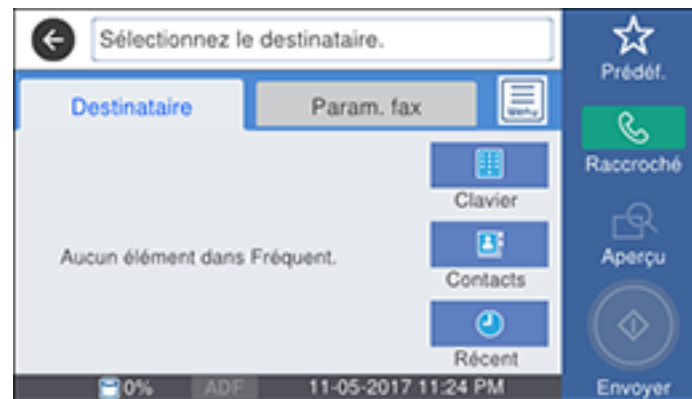 Sélectionnez le destinataire.
Prédéf.
Destinataire
Param. fax
Menu
Raccroché
Clavier
Aucun élément dans Fréquent.
Aperçu
Contacts
Récent
0%
ADF
11-05-2017 11:24 PM
Envoyer